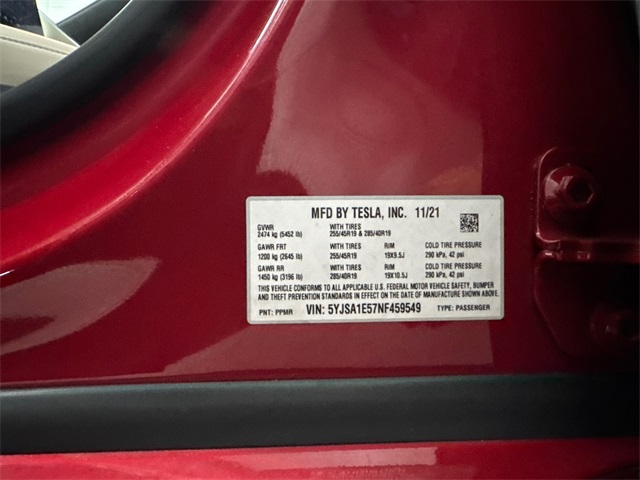 MFD BY TESLA, INC. 11/21
GVWR WITH TIRES
2474 kg (5452 lb) 255/45R19 & 285/40R19
GAWR FRT WITH TIRES RIM COLD TIRE PRESSURE
1200 kg (2645 lb) 255/45R19 19X9.5J 290 kPa, 42 psi
GAWR RR WITH TIRES RIM COLD TIRE PRESSURE
1450 kg (3196 lb) 285/40R19 19X10.5J 290 kPa, 42 psi
THIS VEHICLE CONFORMS TO ALL APPLICABLE U.S. FEDERAL MOTOR VEHICLE SAFETY, BUMPER
AND THEFT PREVENTION STANDARDS IN EFFECT ON THE DATE OF MANUFACTURE SHOWN ABOVE.
PNT: PPMR VIN: 5YJSA1E57NF459549 TYPE: PASSENGER